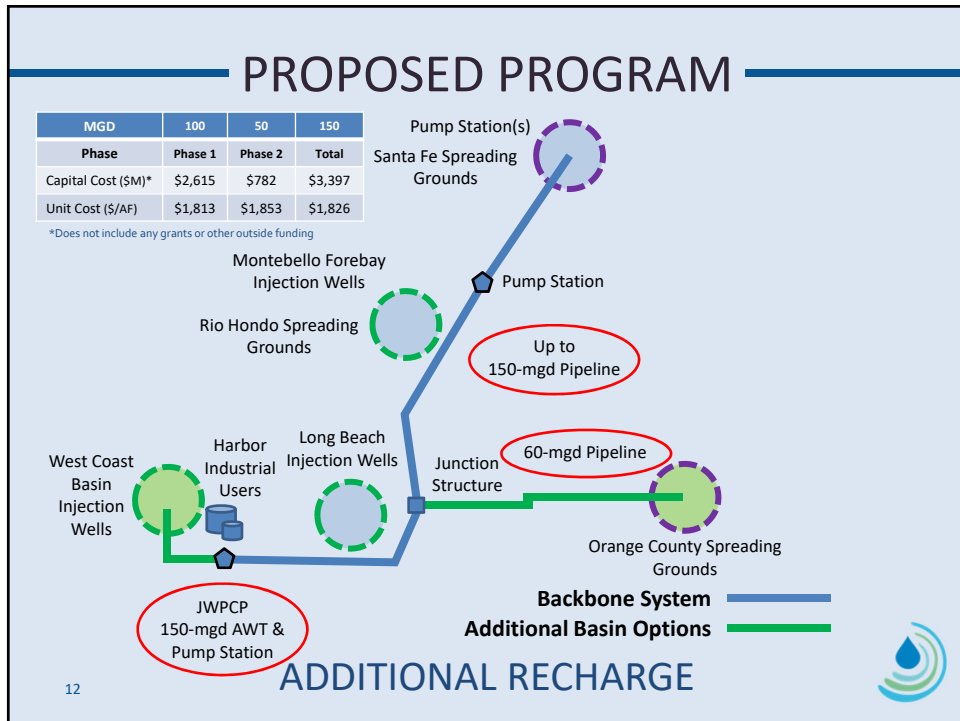 PROPOSED PROGRAM
MGD 100 50 150
Phase Phase 1 Phase 2 Total
Capital Cost ($M)* $2,615 $782 $3,397
Unit Cost ($/AF) $1,813 $1,853 $1,826
*Does not include any grants or other outside funding
Pump Station(s)
Santa Fe Spreading
Grounds
Montebello Forebay
Injection Wells
Pump Station
Rio Hondo Spreading
Grounds
Up to
150-mgd Pipeline
West Coast
Basin
Injection
Wells
Harbor
Industrial
Users
Long Beach
Injection Wells
Junction
Structure
60-mgd Pipeline
Orange County Spreading
Grounds
JWPCP
150-mgd AWT &
Pump Station
Backbone System
Additional Basin Options
12
ADDITIONAL RECHARGE